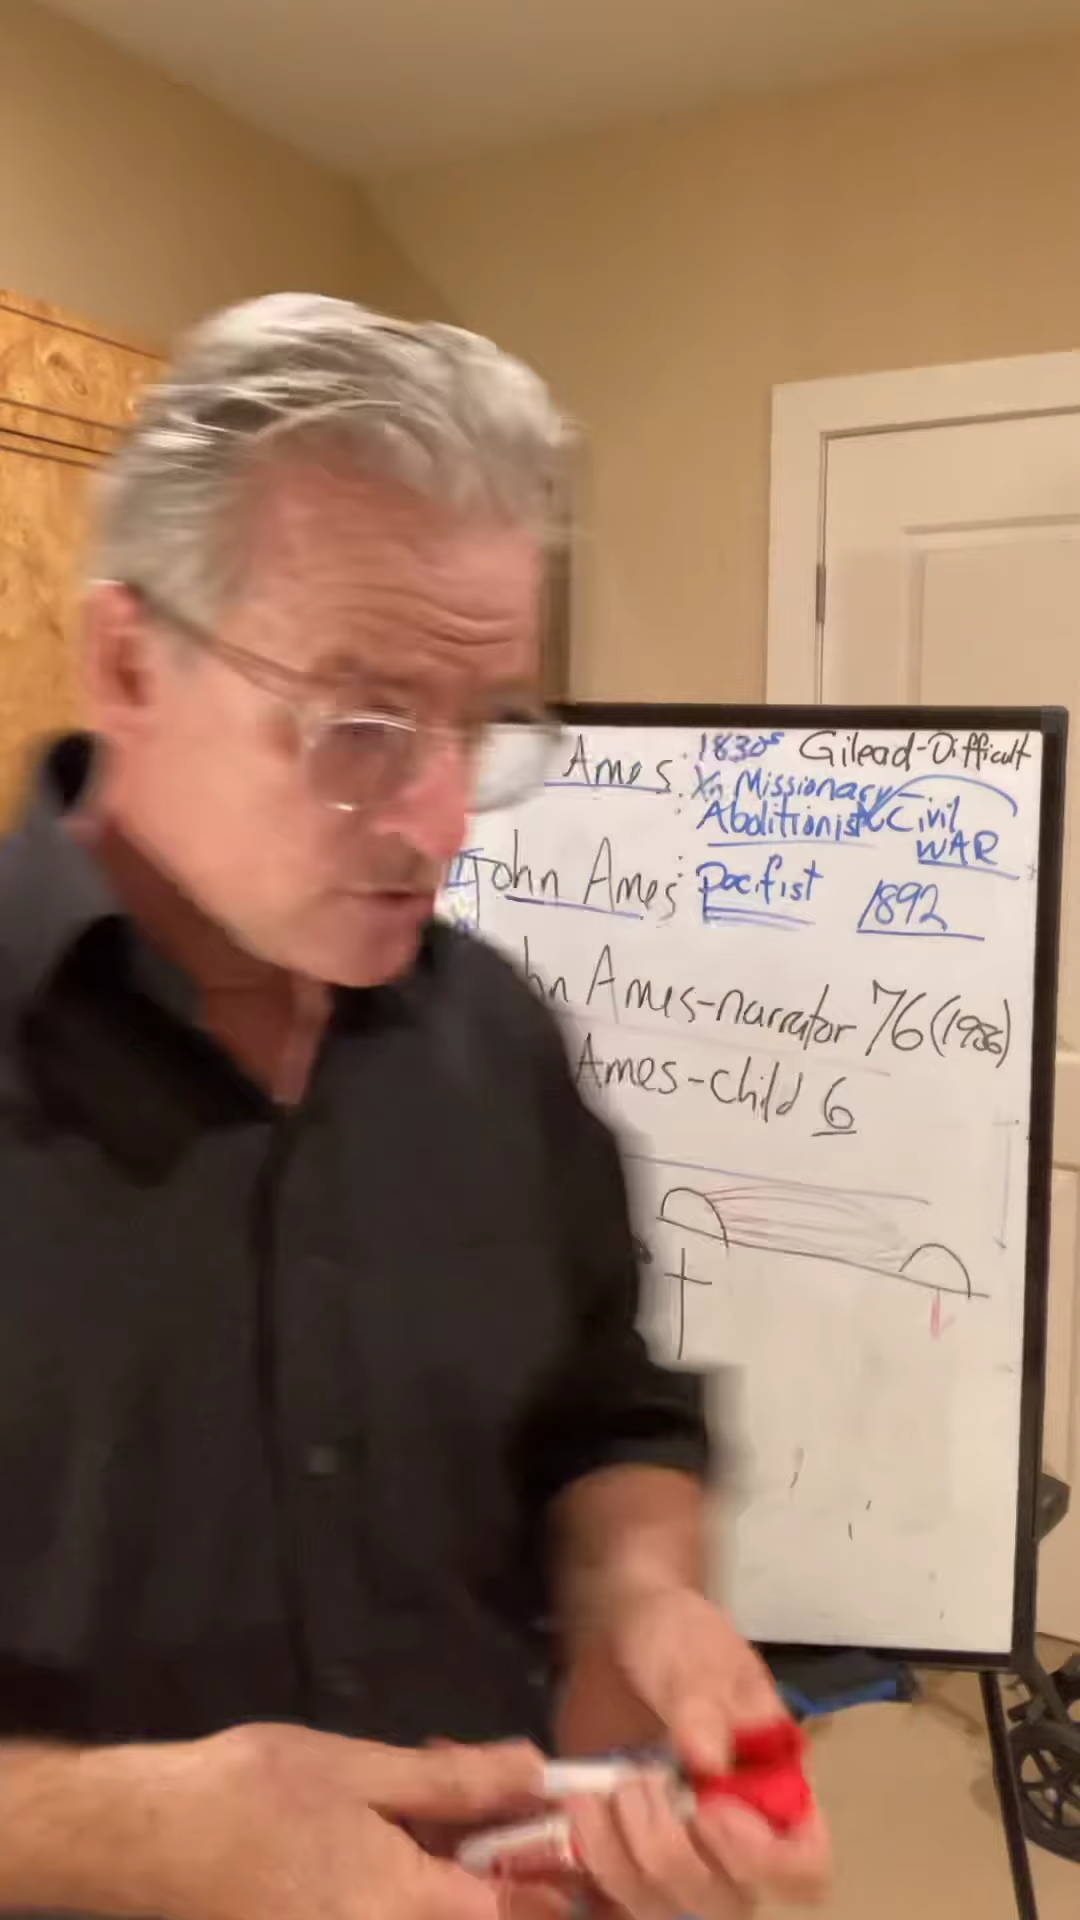 Ames : 1830s Gilead-Difficult
Xn Missionary
Abolitionist Civil
WAR
John Ames : Pacifist 1892
hn Ames-narrator 76 (1956)
Ames-child 6